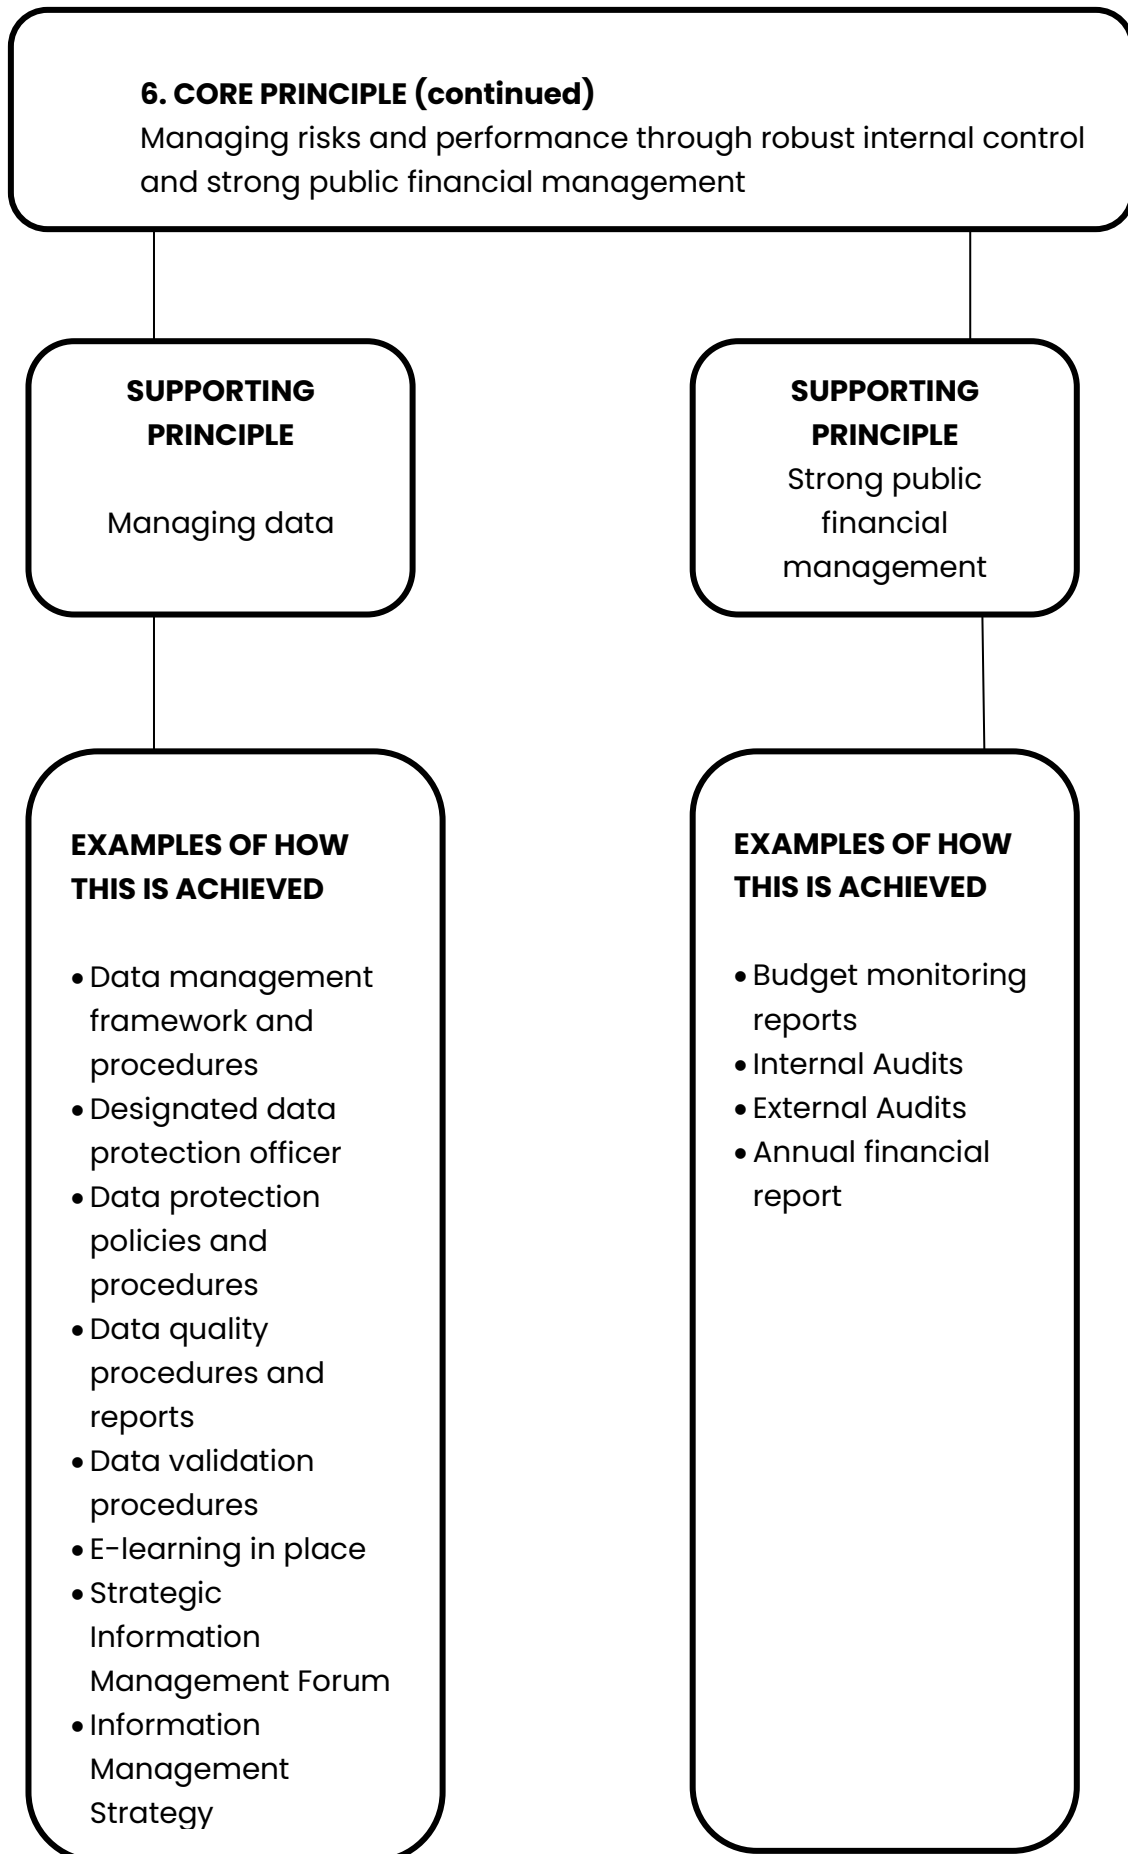 6. CORE PRINCIPLE (continued)
Managing risks and performance through robust internal control
and strong public financial management
SUPPORTING
PRINCIPLE
Managing data
SUPPORTING
PRINCIPLE
Strong public
financial
management
EXAMPLES OF HOW
THIS IS ACHIEVED
• Data management
framework and
procedures
• Designated data
protection officer
• Data protection
policies and
procedures
• Data quality
procedures and
reports
• Data validation
procedures
• E-learning in place
• Strategic
Information
Management Forum
• Information
Management
Strategy
EXAMPLES OF HOW
THIS IS ACHIEVED
• Budget monitoring
reports
• Internal Audits
• External Audits
• Annual financial
report